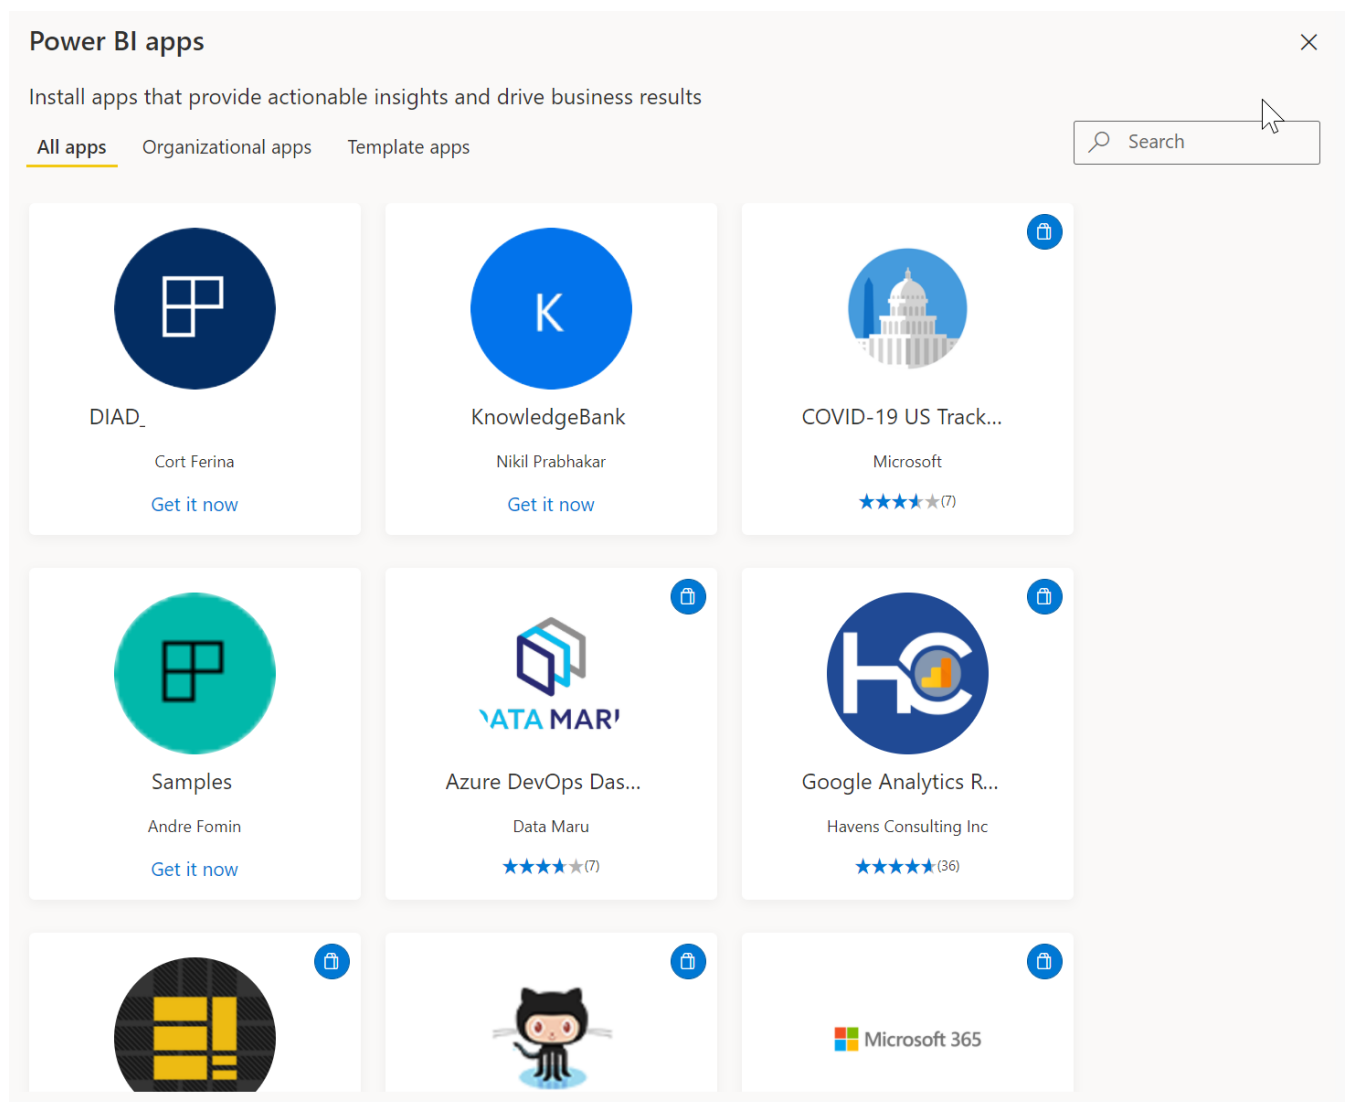 Power BI apps
Install apps that provide actionable insights and drive business results
All apps Organizational apps Template apps
Search
K
DIAD_ KnowledgeBank COVID-19 US Track...
Cort Ferina Nikil Prabhakar Microsoft
Get it now Get it now (7)
HC
DATA MARU
Samples Azure DevOps Das... Google Analytics R...
Andre Fomin Data Maru Havens Consulting Inc
Get it now (7) (36)
Microsoft 365